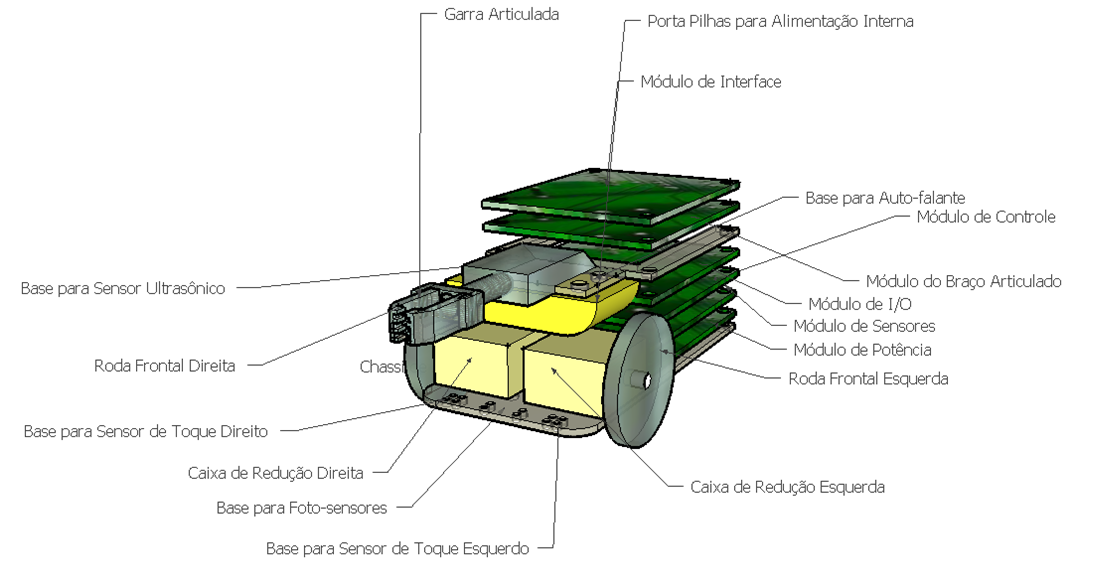 Garra Articulada
Porta Pilhas para Alimentação Interna
Módulo de Interface
Base para Auto-falante
Módulo de Controle
Base para Sensor Ultrasônico
Módulo do Braço Articulado
Módulo de I/O
Módulo de Sensores
Módulo de Potência
Roda Frontal Direita
Chassi
Roda Frontal Esquerda
Base para Sensor de Toque Direito
Caixa de Redução Direita
Caixa de Redução Esquerda
Base para Foto-sensores
Base para Sensor de Toque Esquerdo